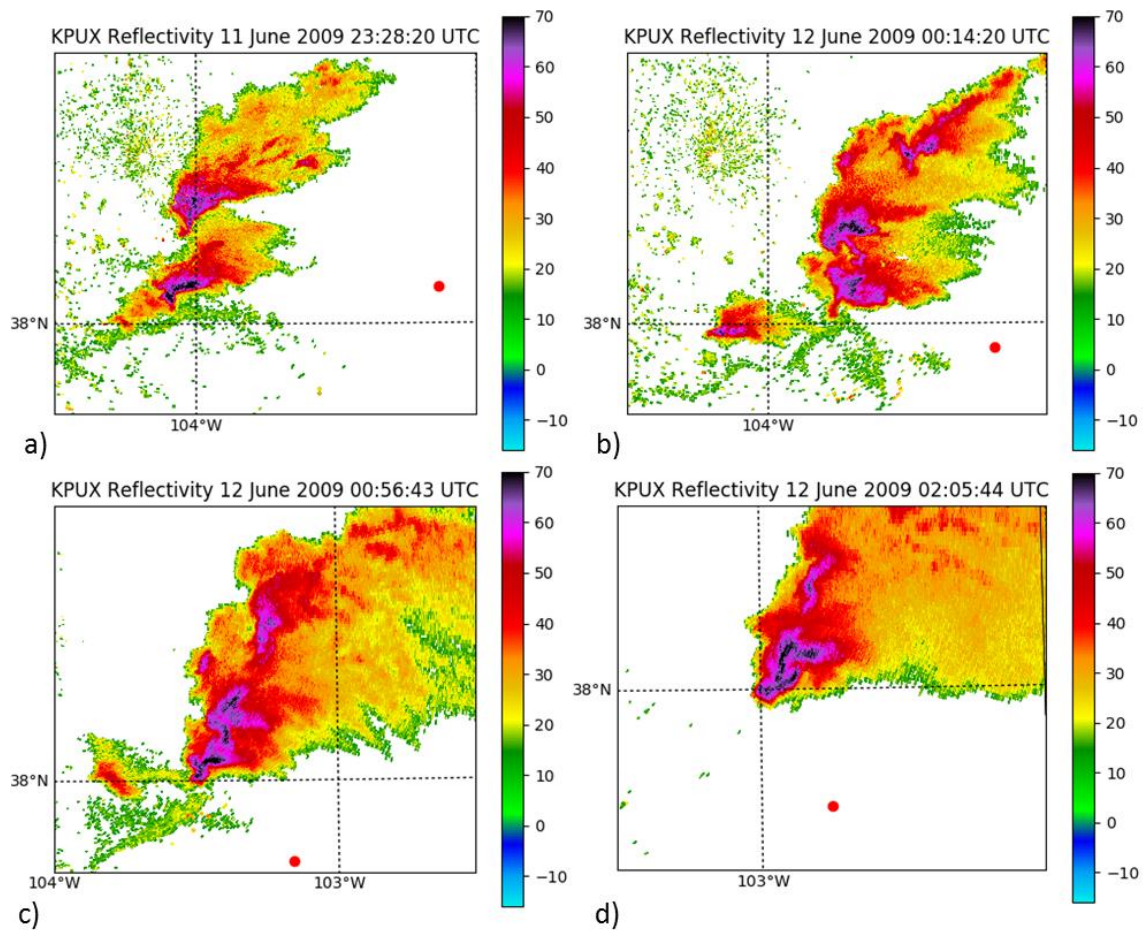 KPUX Reflectivity 11 June 2009 23:28:20 UTC
70
60
50
40
30
20
10
0
−10
38°N
104°W
a)
KPUX Reflectivity 12 June 2009 00:14:20 UTC
70
60
50
40
30
20
10
0
−10
38°N
104°W
b)
KPUX Reflectivity 12 June 2009 00:56:43 UTC
70
60
50
40
30
20
10
0
−10
38°N
104°W
103°W
c)
KPUX Reflectivity 12 June 2009 02:05:44 UTC
70
60
50
40
30
20
10
0
−10
38°N
103°W
d)